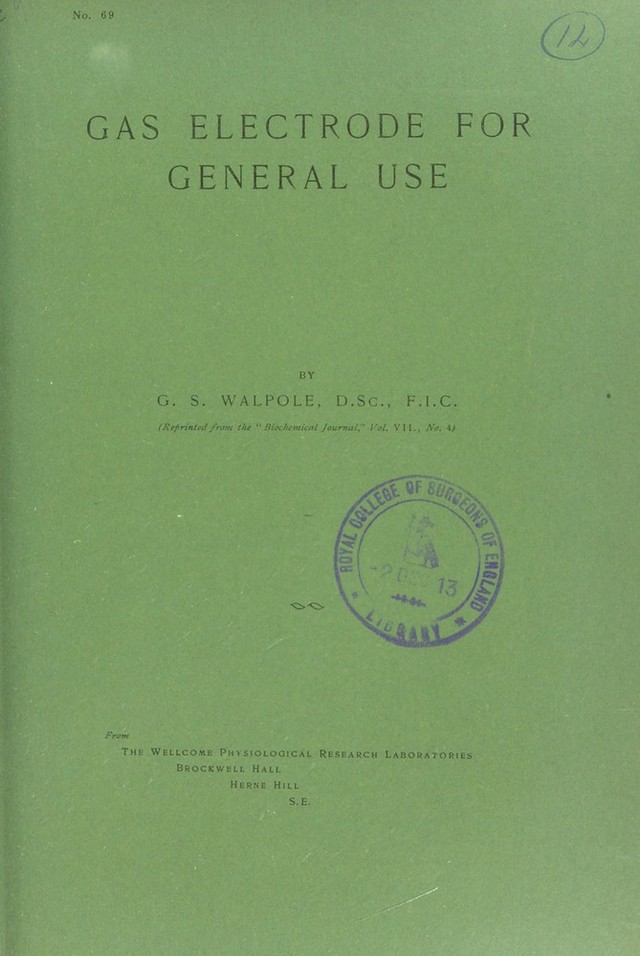 No. 69
12
GAS ELECTRODE FOR
GENERAL USE
BY
G. S. WALPOLE, D.Sc., F.I.C.
(Reprinted from the "Biochemical Journal," Vol. VII., No. 4)
ROYAL COLLEGE OF SURGEONS OF ENGLAND
-2 13
LIBRARY
From
THE WELLCOME PHYSIOLOGICAL RESEARCH LABORATORIES
BROCKWELL HALL
HERNE HILL
S.E.